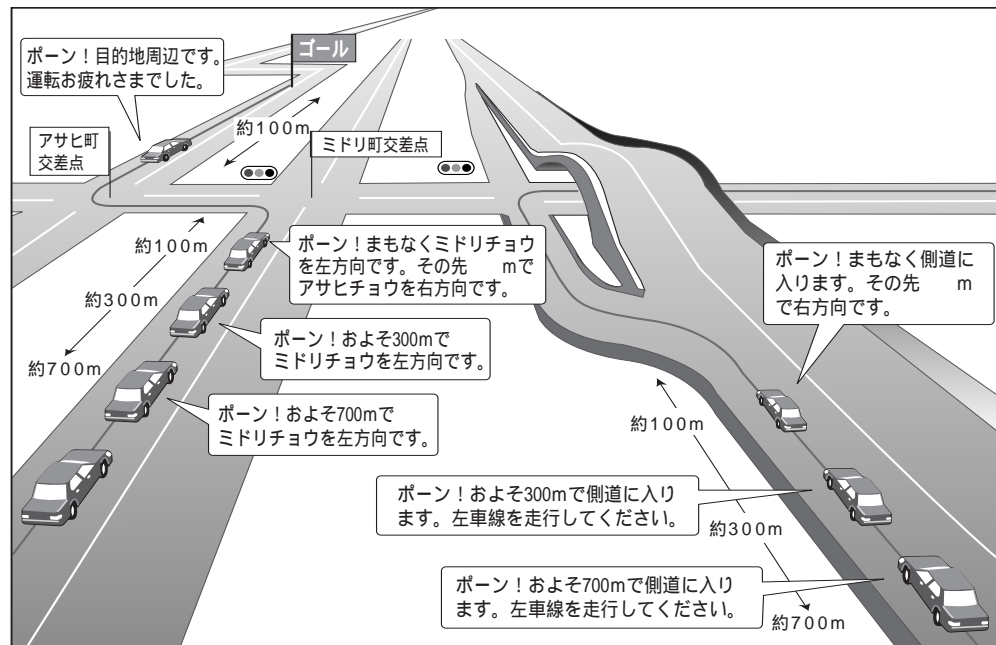 ポーン！目的地周辺です。
運転お疲れさまでした。
ゴール
アサヒ町
交差点
約100m
ミドリ町交差点
約100m
約300m
約700m
ポーン！まもなくミドリチョウ
を左方向です。その先　　mで
アサヒチョウを右方向です。
ポーン！およそ300mで
ミドリチョウを左方向です。
ポーン！およそ700mで
ミドリチョウを左方向です。
ポーン！まもなく側道に
入ります。その先　　m
で右方向です。
約100m
ポーン！およそ300mで側道に入り
ます。左車線を走行してください。
約300m
ポーン！およそ700mで側道に入り
ます。左車線を走行してください。
約700m